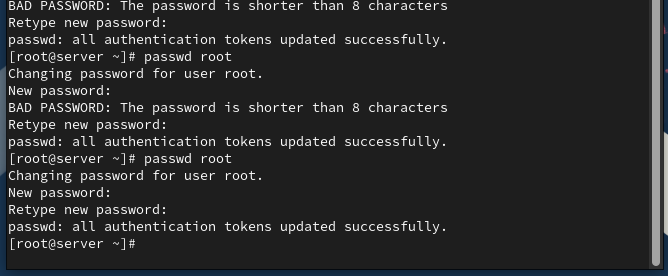 BAD PASSWORD: The password is shorter than 8 characters
Retype new password:
passwd: all authentication tokens updated successfully.
[root@server ~]# passwd root
Changing password for user root.
New password:
BAD PASSWORD: The password is shorter than 8 characters
Retype new password:
passwd: all authentication tokens updated successfully.
[root@server ~]# passwd root
Changing password for user root.
New password:
Retype new password:
passwd: all authentication tokens updated successfully.
[root@server ~]#